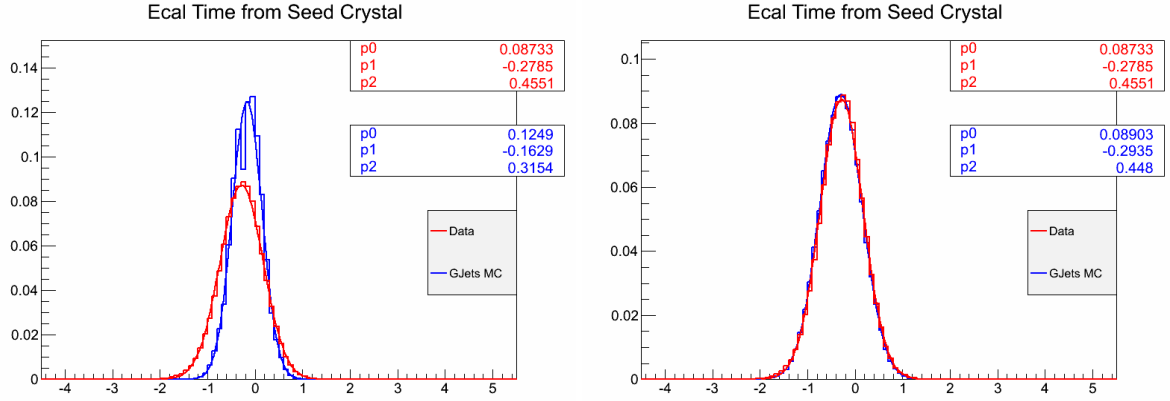 Ecal Time from Seed Crystal
p0 0.08733
p1 -0.2785
p2 0.4551
p0 0.1249
p1 -0.1629
p2 0.3154
Data
GJets MC
0.14
0.12
0.1
0.08
0.06
0.04
0.02
0
-4 -3 -2 -1 0 1 2 3 4 5
Ecal Time from Seed Crystal
p0 0.08733
p1 -0.2785
p2 0.4551
p0 0.08903
p1 -0.2935
p2 0.448
Data
GJets MC
0.1
0.08
0.06
0.04
0.02
0
-4 -3 -2 -1 0 1 2 3 4 5